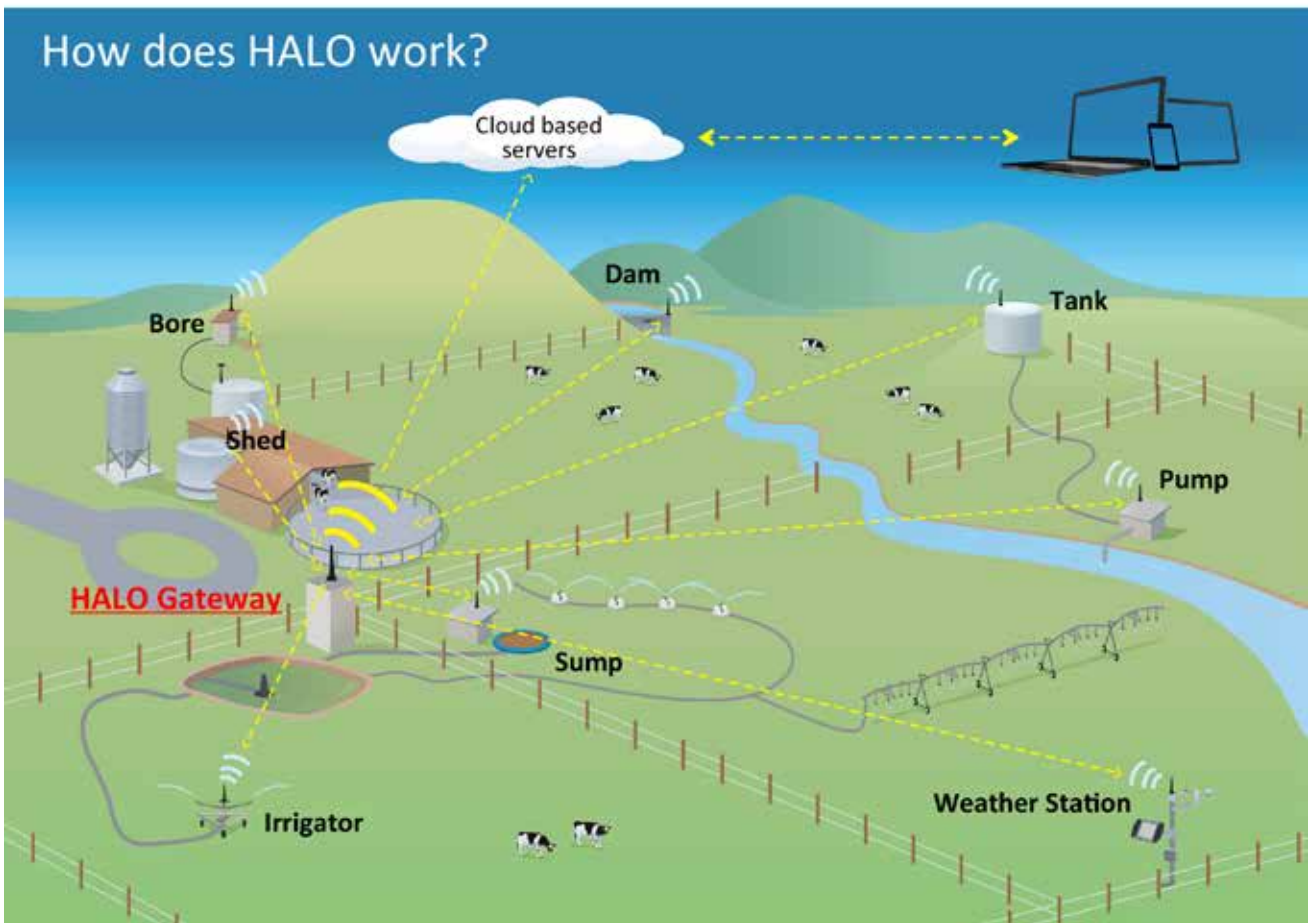 How does HALO work?
Cloud based
servers
Dam
Tank
Bore
Shed
Pump
HALO Gateway
Sump
Weather Station
Irrigator